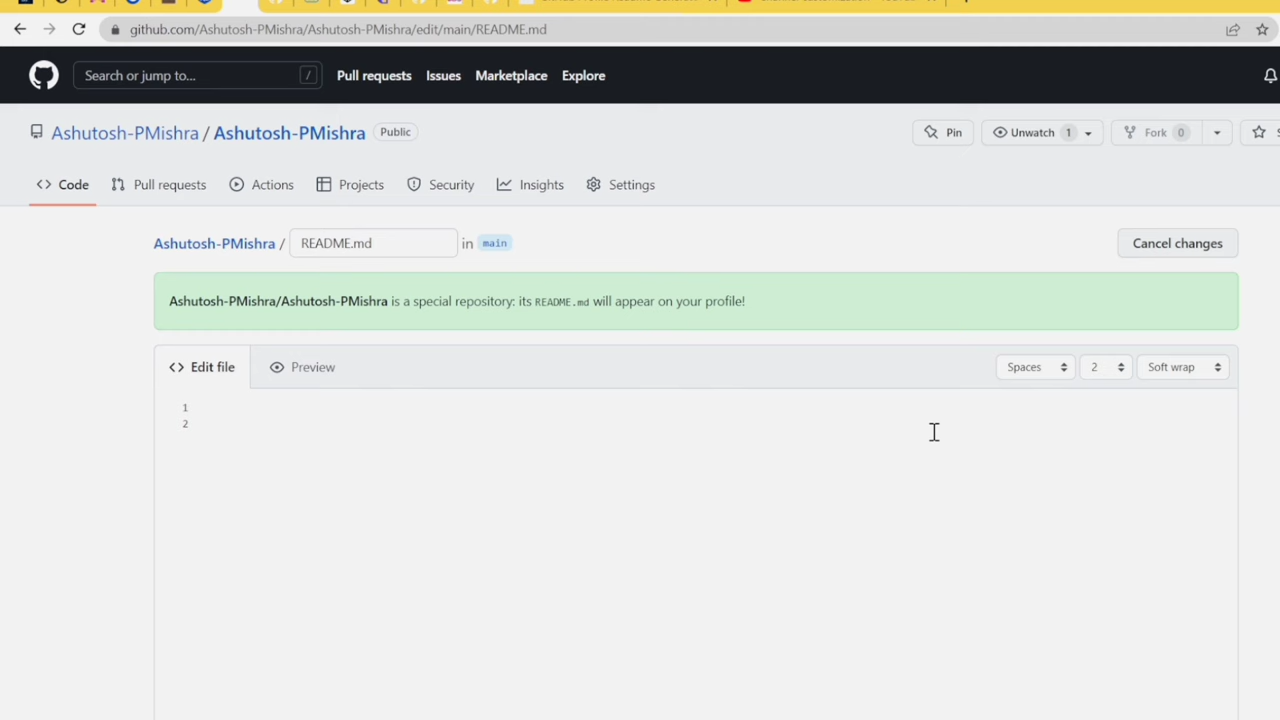 github.com/Ashutosh-PMishra/Ashutosh-PMishra/edit/main/README.md
Search or jump to... /
Pull requests Issues Marketplace Explore
Ashutosh-PMishra / Ashutosh-PMishra Public
Pin Unwatch 1 Fork 0
Code Pull requests Actions Projects Security Insights Settings
Ashutosh-PMishra / README.md in main Cancel changes
Ashutosh-PMishra/Ashutosh-PMishra is a special repository: its README.md will appear on your profile!
Edit file Preview Spaces 2 Soft wrap
1
2